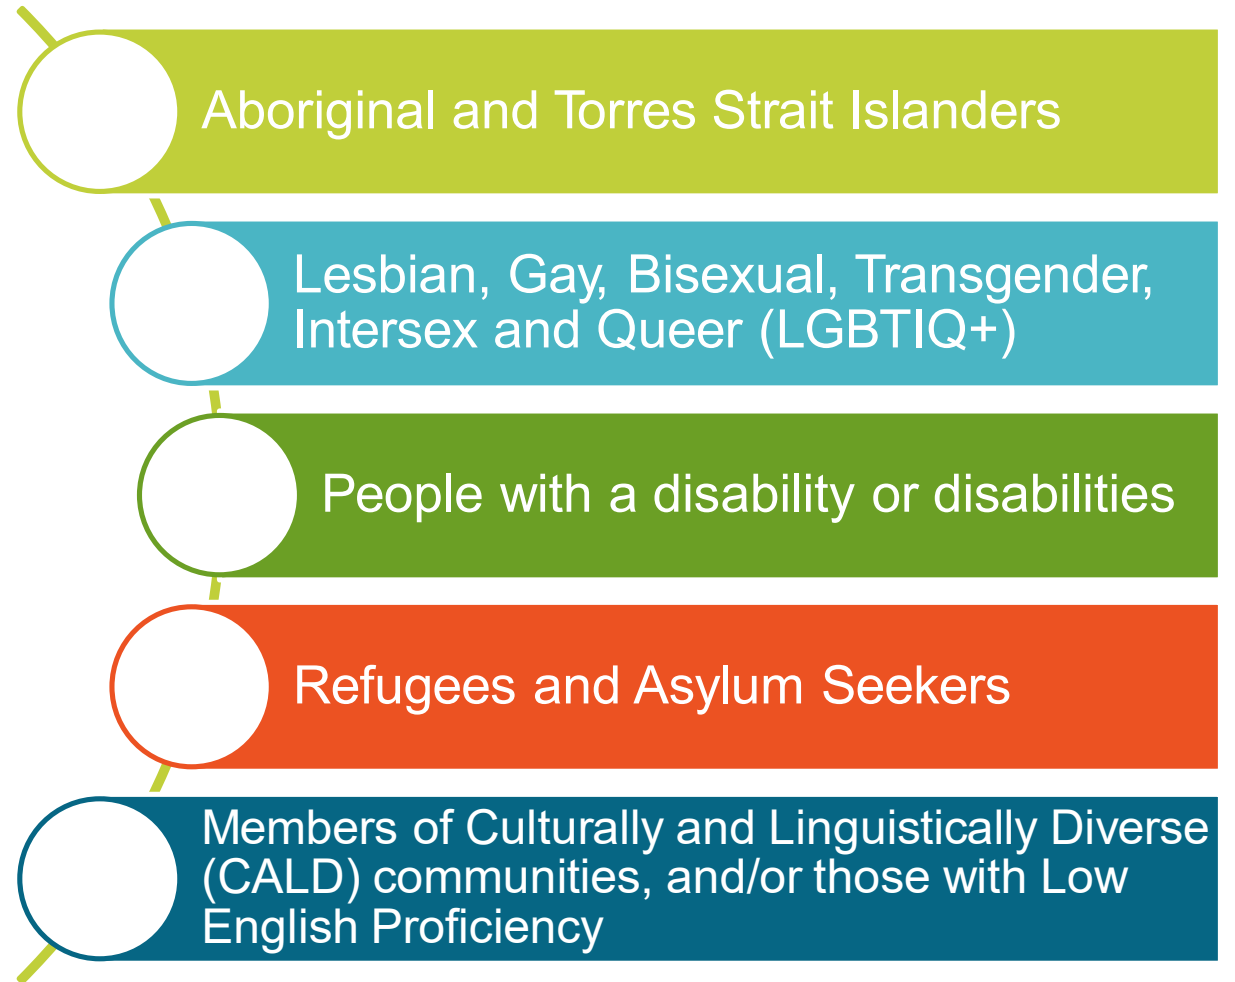 Aboriginal and Torres Strait Islanders
Lesbian, Gay, Bisexual, Transgender,
Intersex and Queer (LGBTIQ+)
People with a disability or disabilities
Refugees and Asylum Seekers
Members of Culturally and Linguistically Diverse
(CALD) communities, and/or those with Low
English Proficiency